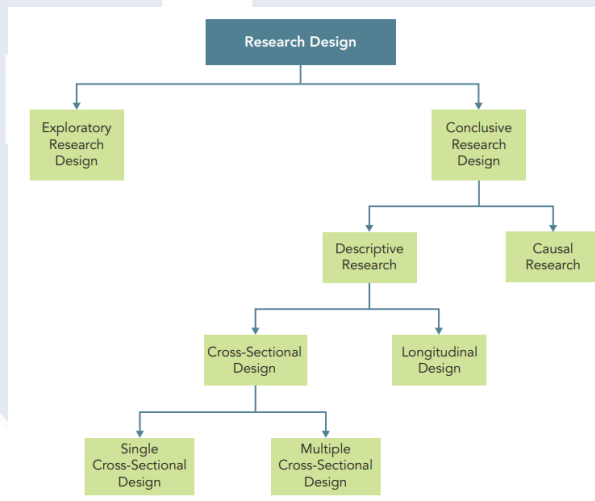 Research Design
Exploratory
Research
Design
Conclusive
Research
Design
Descriptive
Research
Causal
Research
Cross-Sectional
Design
Longitudinal
Design
Single
Cross-Sectional
Design
Multiple
Cross-Sectional
Design